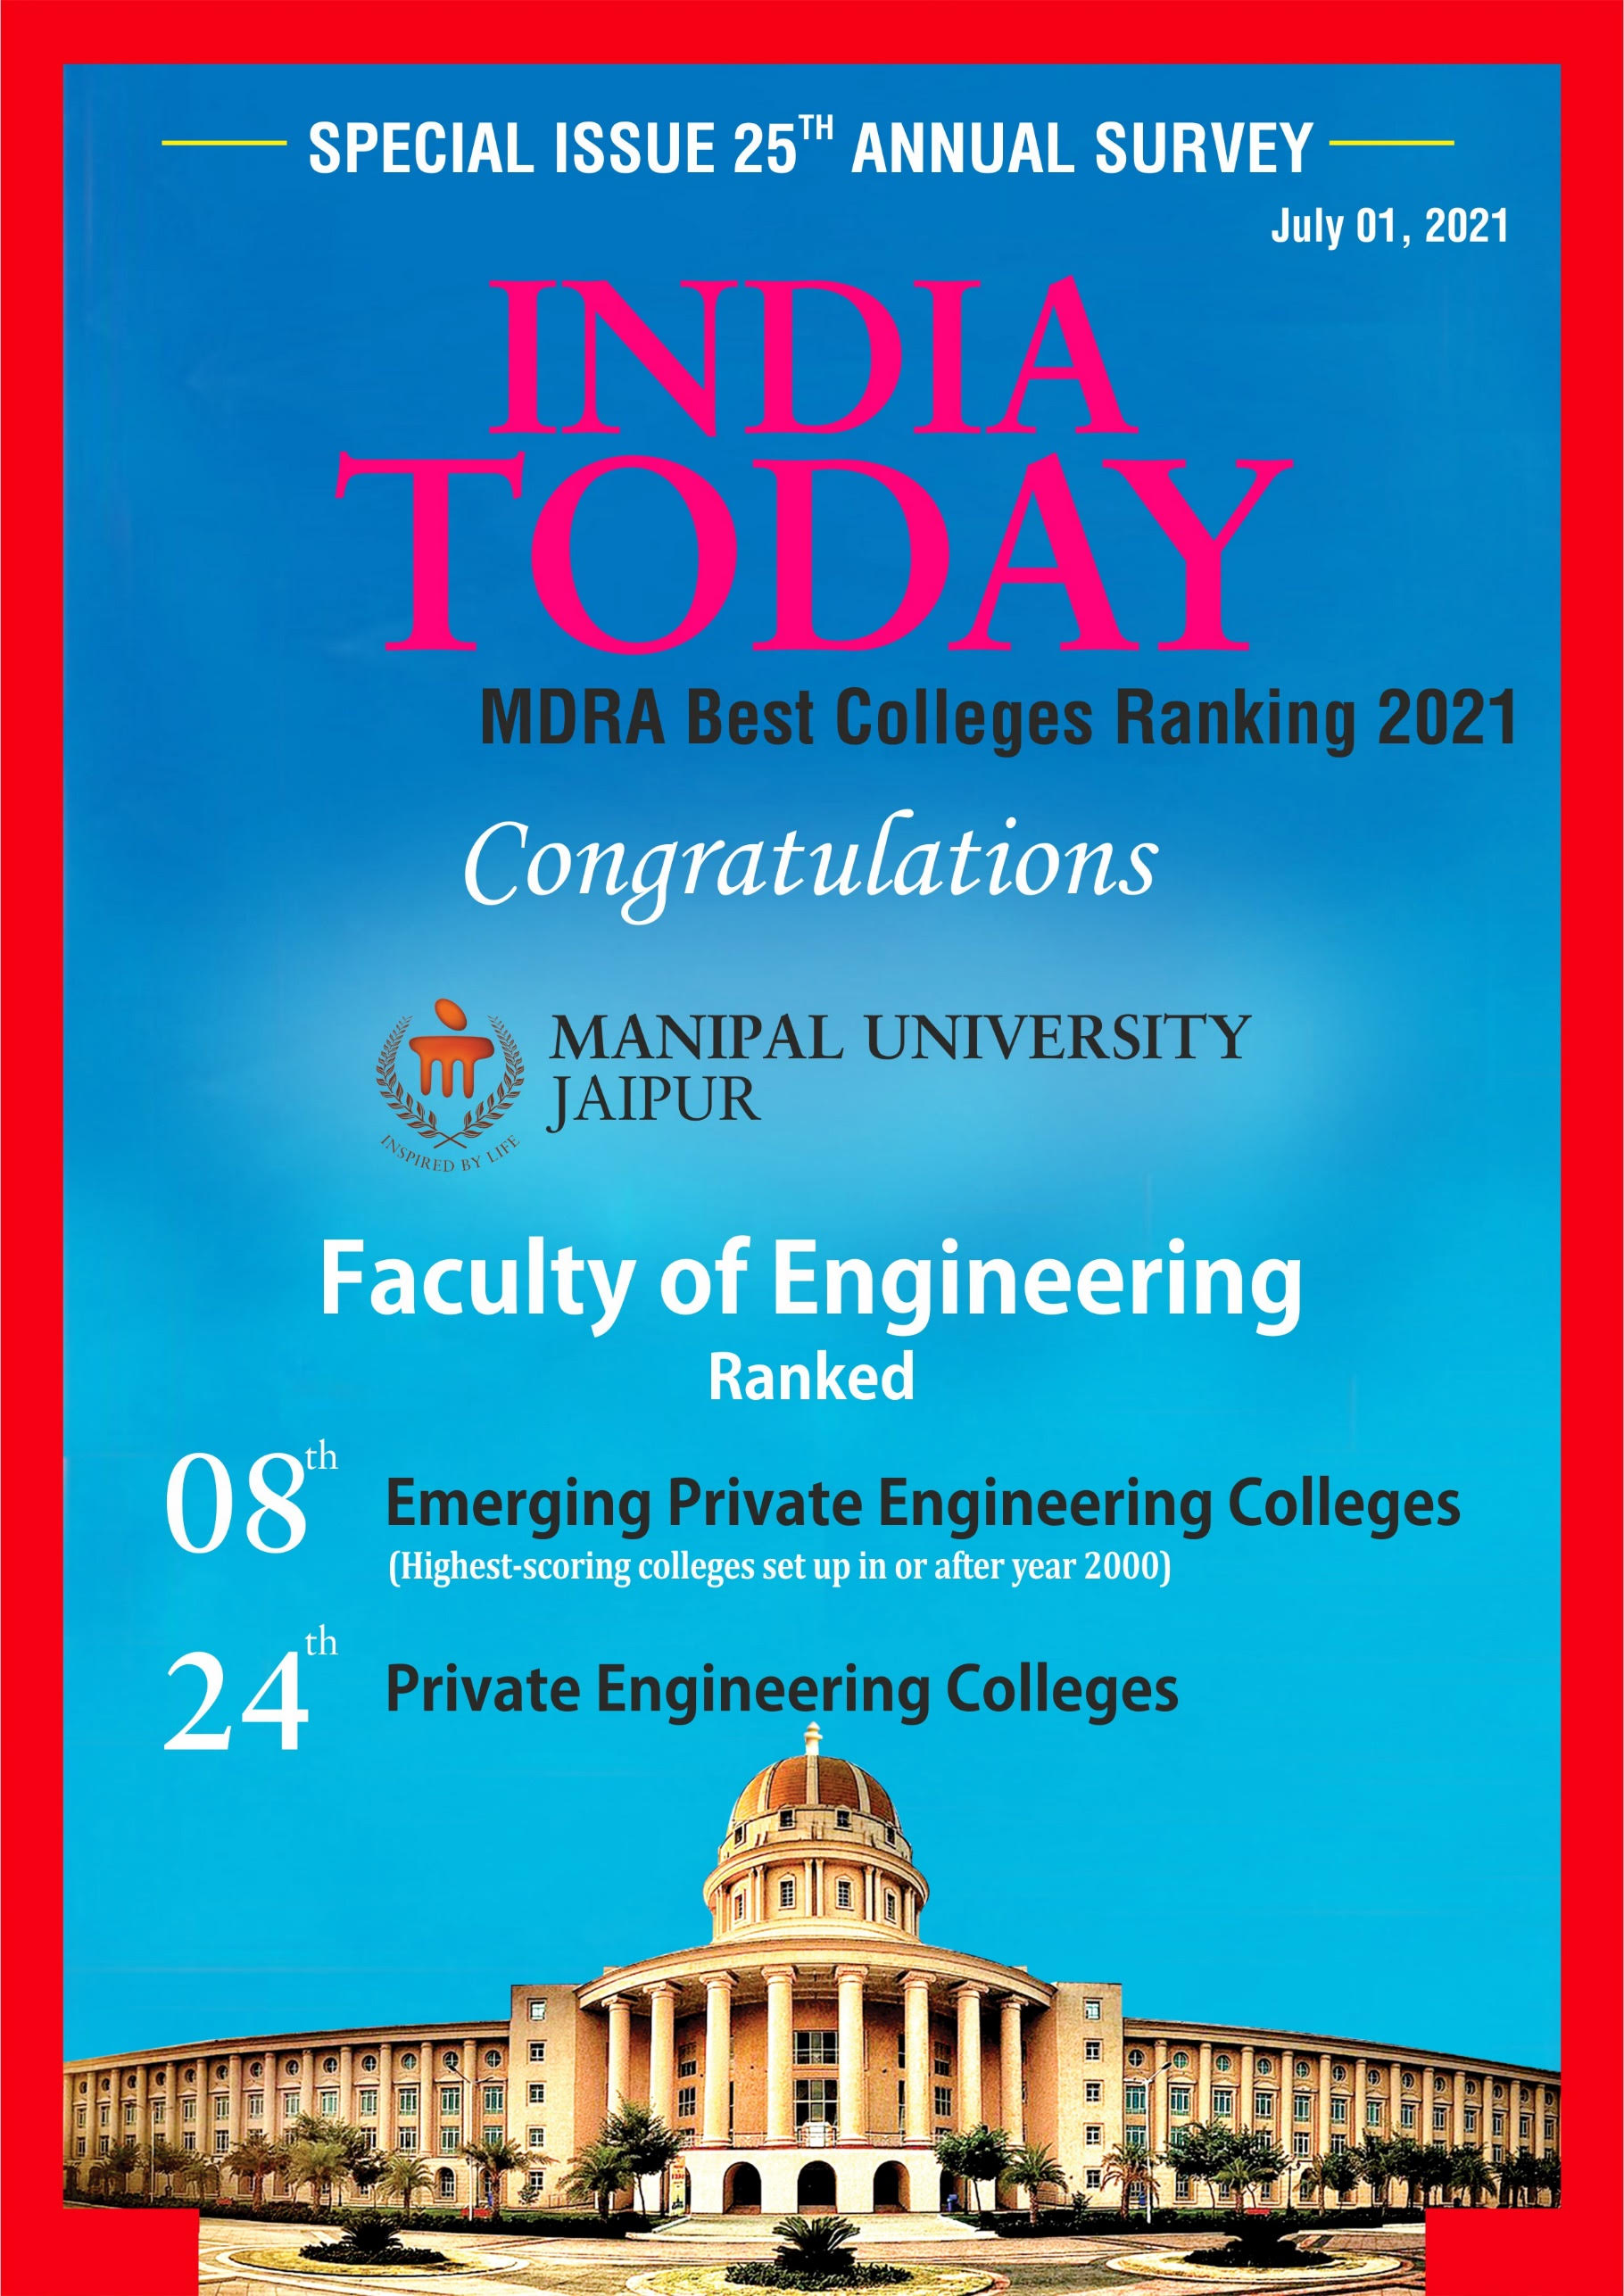 SPECIAL ISSUE 25TH ANNUAL SURVEY
July 01, 2021
INDIA
TODAY
MDRA Best Colleges Ranking 2021
Congratulations
MANIPAL UNIVERSITY
JAIPUR
INSPIRED BY LIFE
Faculty of Engineering
Ranked
08th Emerging Private Engineering Colleges
(Highest-scoring colleges set up in or after year 2000)
24th Private Engineering Colleges